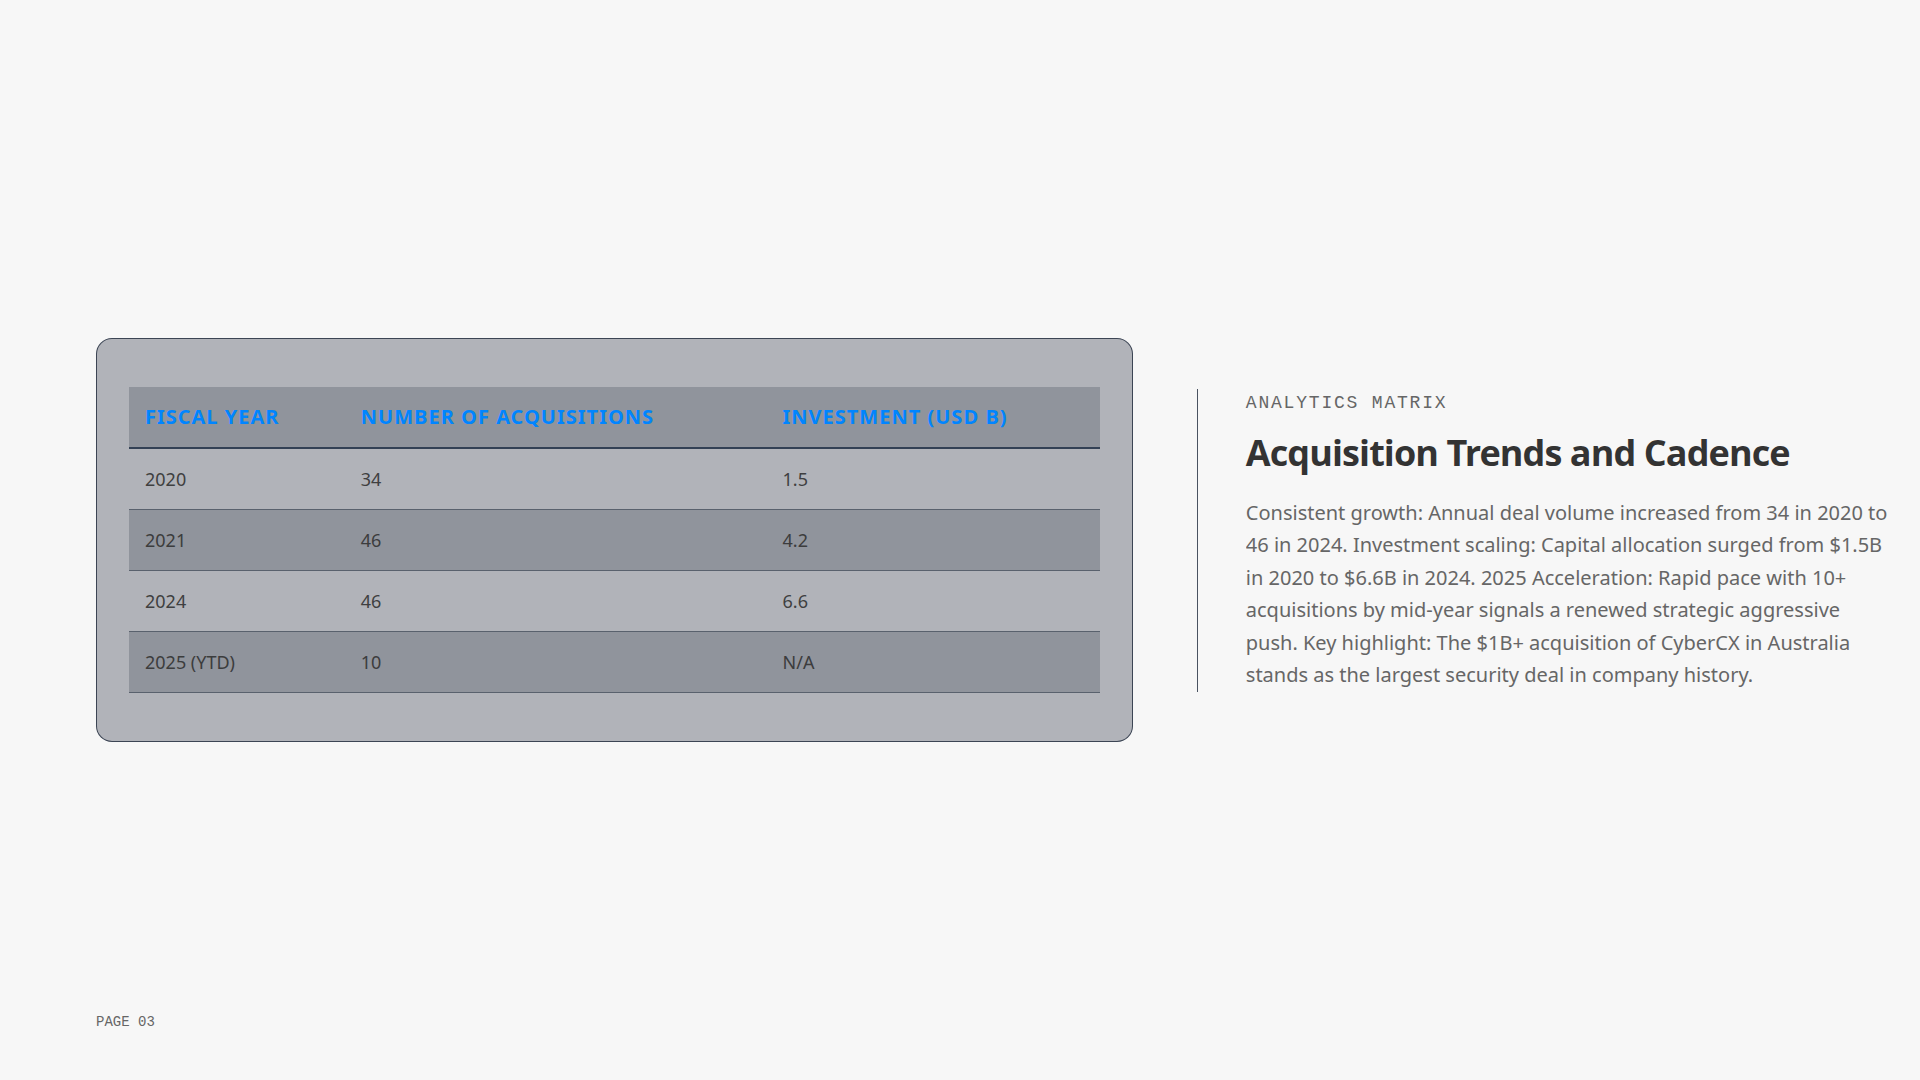 FISCAL YEAR NUMBER OF ACQUISITIONS INVESTMENT (USD B)
2020 34 1.5
2021 46 4.2
2024 46 6.6
2025 (YTD) 10 N/A
ANALYTICS MATRIX
Acquisition Trends and Cadence
Consistent growth: Annual deal volume increased from 34 in 2020 to
46 in 2024. Investment scaling: Capital allocation surged from $1.5B
in 2020 to $6.6B in 2024. 2025 Acceleration: Rapid pace with 10+
acquisitions by mid-year signals a renewed strategic aggressive
push. Key highlight: The $1B+ acquisition of CyberCX in Australia
stands as the largest security deal in company history.
PAGE 03